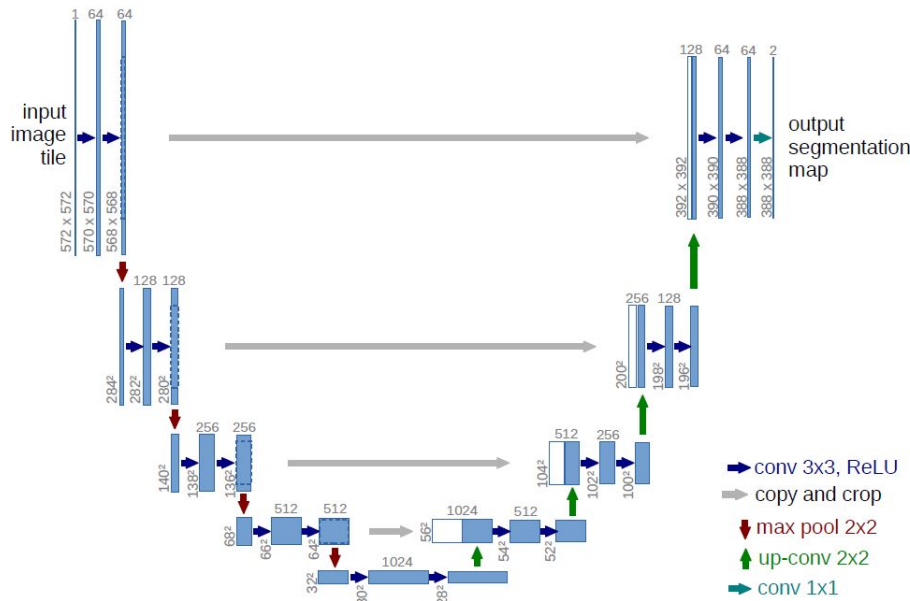 1 64 64
128 64 64 2
input
image
tile
output
segmentation
map
572 x 572
570 x 570
568 x 568
392 x 392
390 x 390
388 x 388
388 x 388
128 128
256 128
284²
282²
280²
200²
198²
196²
256 256
512 256
140²
138²
136²
104²
102²
100²
512 512
1024 512
68²
66²
64²
56²
54²
52²
1024
32²
30²
28²
conv 3x3, ReLU
copy and crop
max pool 2x2
up-conv 2x2
conv 1x1